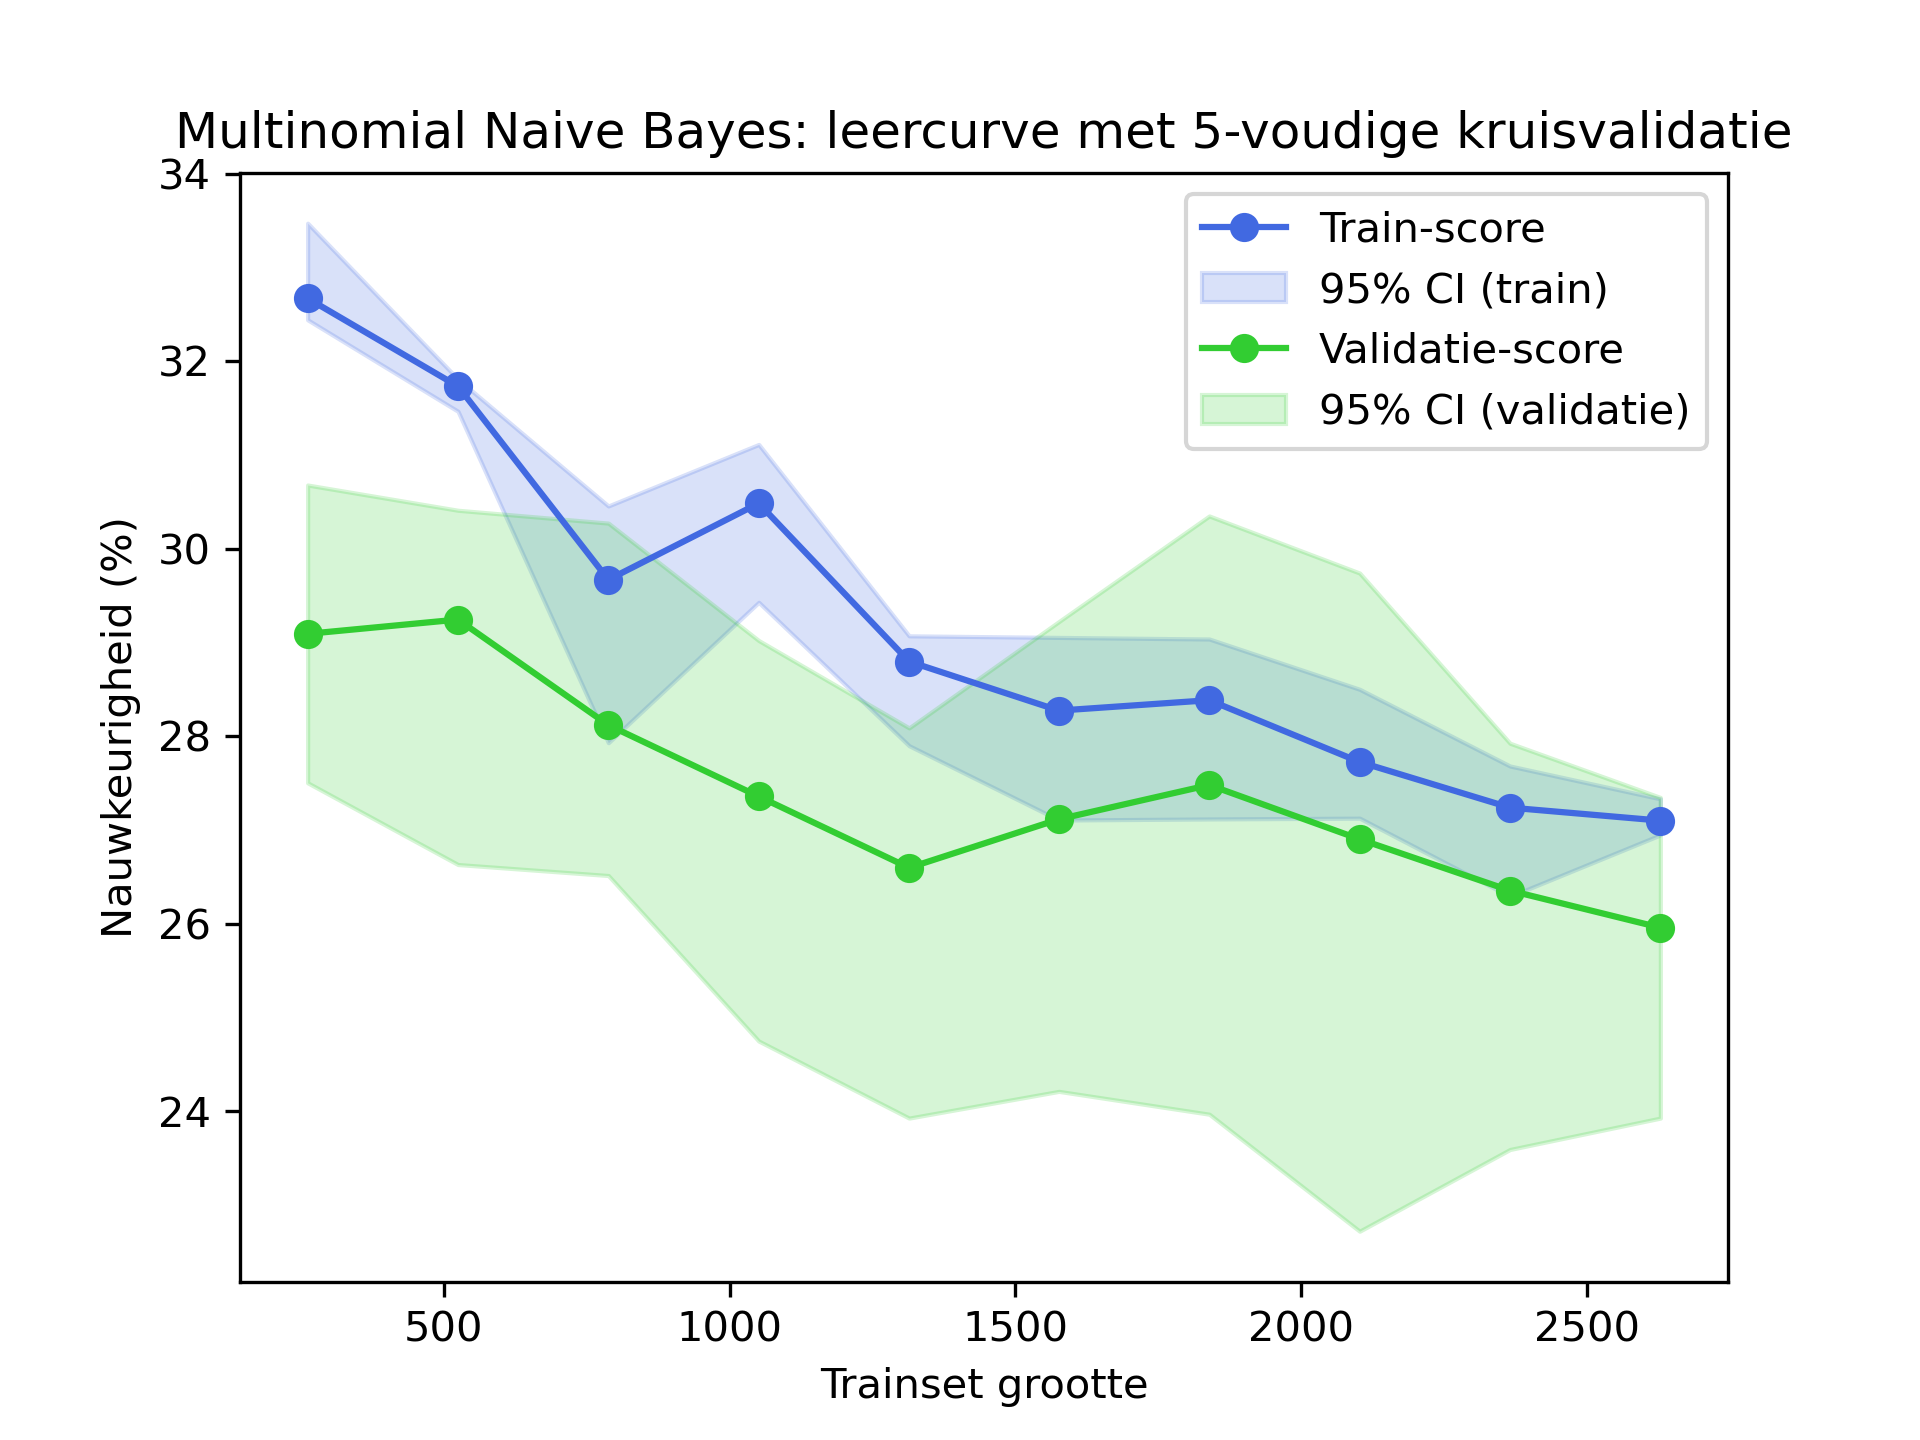 Multinomial Naive Bayes: leercurve met 5-voudige kruisvalidatie
34
32
30
28
26
24
Nauwkeurigheid (%)
Train-score
95% CI (train)
Validatie-score
95% CI (validatie)
500 1000 1500 2000 2500
Trainset grootte